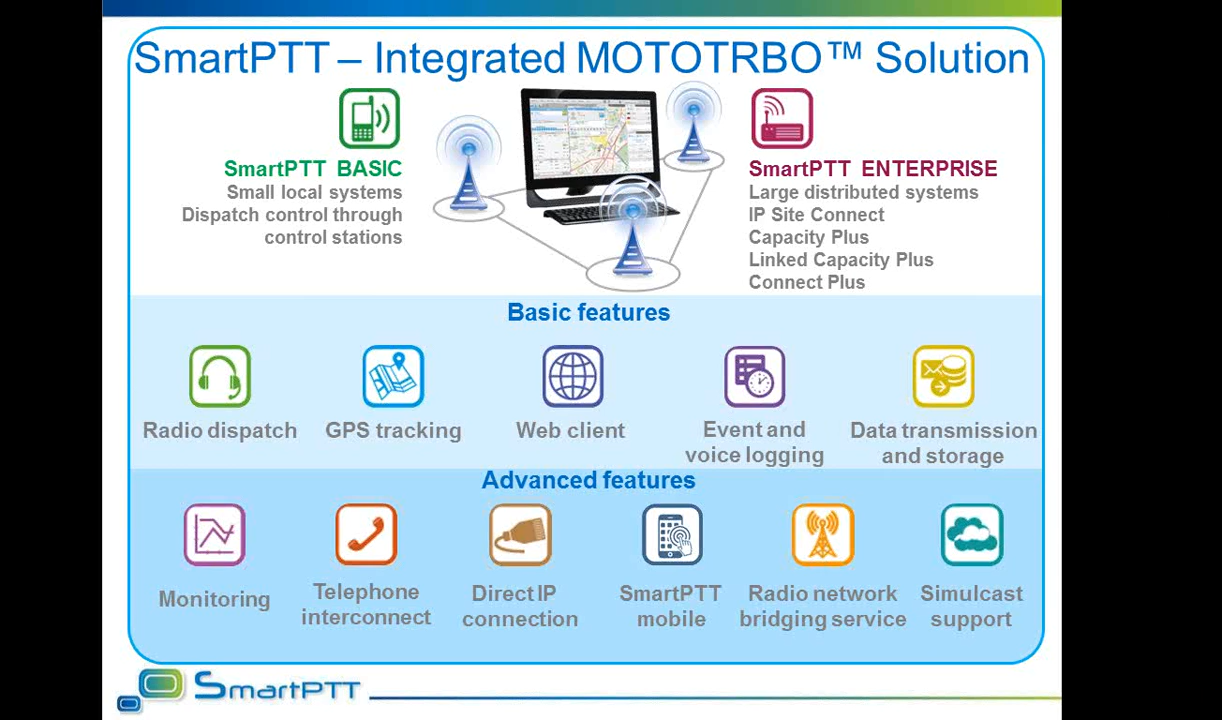 SmartPTT – Integrated MOTOTRBO™ Solution
SmartPTT BASIC
Small local systems
Dispatch control through
control stations
SmartPTT ENTERPRISE
Large distributed systems
IP Site Connect
Capacity Plus
Linked Capacity Plus
Connect Plus
Basic features
Radio dispatch
GPS tracking
Web client
Event and
voice logging
Data transmission
and storage
Advanced features
Monitoring
Telephone
interconnect
Direct IP
connection
SmartPTT
mobile
Radio network
bridging service
Simulcast
support
SmartPTT